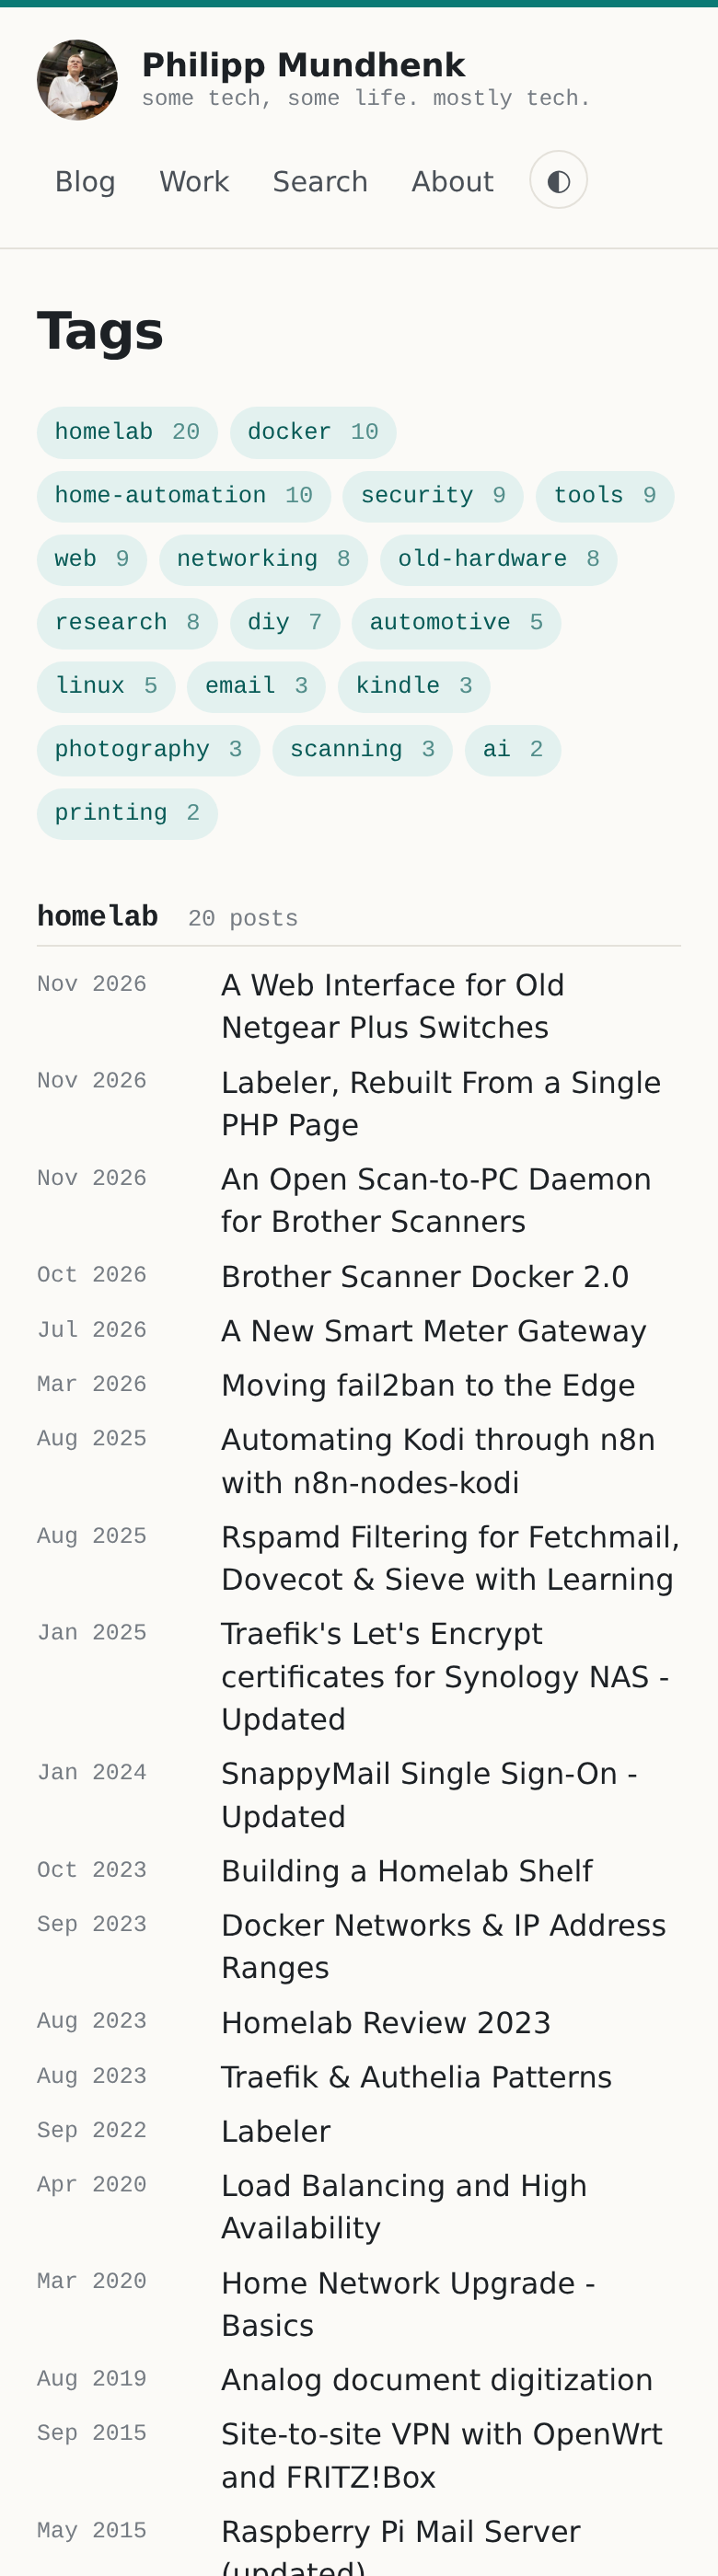 Philipp Mundhenk
some tech, some life. mostly tech.
Blog Work Search About
Tags
homelab 20 docker 10
home-automation 10 security 9 tools 9
web 9 networking 8 old-hardware 8
research 8 diy 7 automotive 5
linux 5 email 3 kindle 3
photography 3 scanning 3 ai 2
printing 2
homelab 20 posts
Nov 2026 A Web Interface for Old
Netgear Plus Switches
Nov 2026 Labeler, Rebuilt From a Single
PHP Page
Nov 2026 An Open Scan-to-PC Daemon
for Brother Scanners
Oct 2026 Brother Scanner Docker 2.0
Jul 2026 A New Smart Meter Gateway
Mar 2026 Moving fail2ban to the Edge
Aug 2025 Automating Kodi through n8n
with n8n-nodes-kodi
Aug 2025 Rspamd Filtering for Fetchmail,
Dovecot & Sieve with Learning
Jan 2025 Traefik's Let's Encrypt
certificates for Synology NAS -
Updated
Jan 2024 SnappyMail Single Sign-On -
Updated
Oct 2023 Building a Homelab Shelf
Sep 2023 Docker Networks & IP Address
Ranges
Aug 2023 Homelab Review 2023
Aug 2023 Traefik & Authelia Patterns
Sep 2022 Labeler
Apr 2020 Load Balancing and High
Availability
Mar 2020 Home Network Upgrade -
Basics
Aug 2019 Analog document digitization
Sep 2015 Site-to-site VPN with OpenWrt
and FRITZ!Box
May 2015 Raspberry Pi Mail Server
(updated)